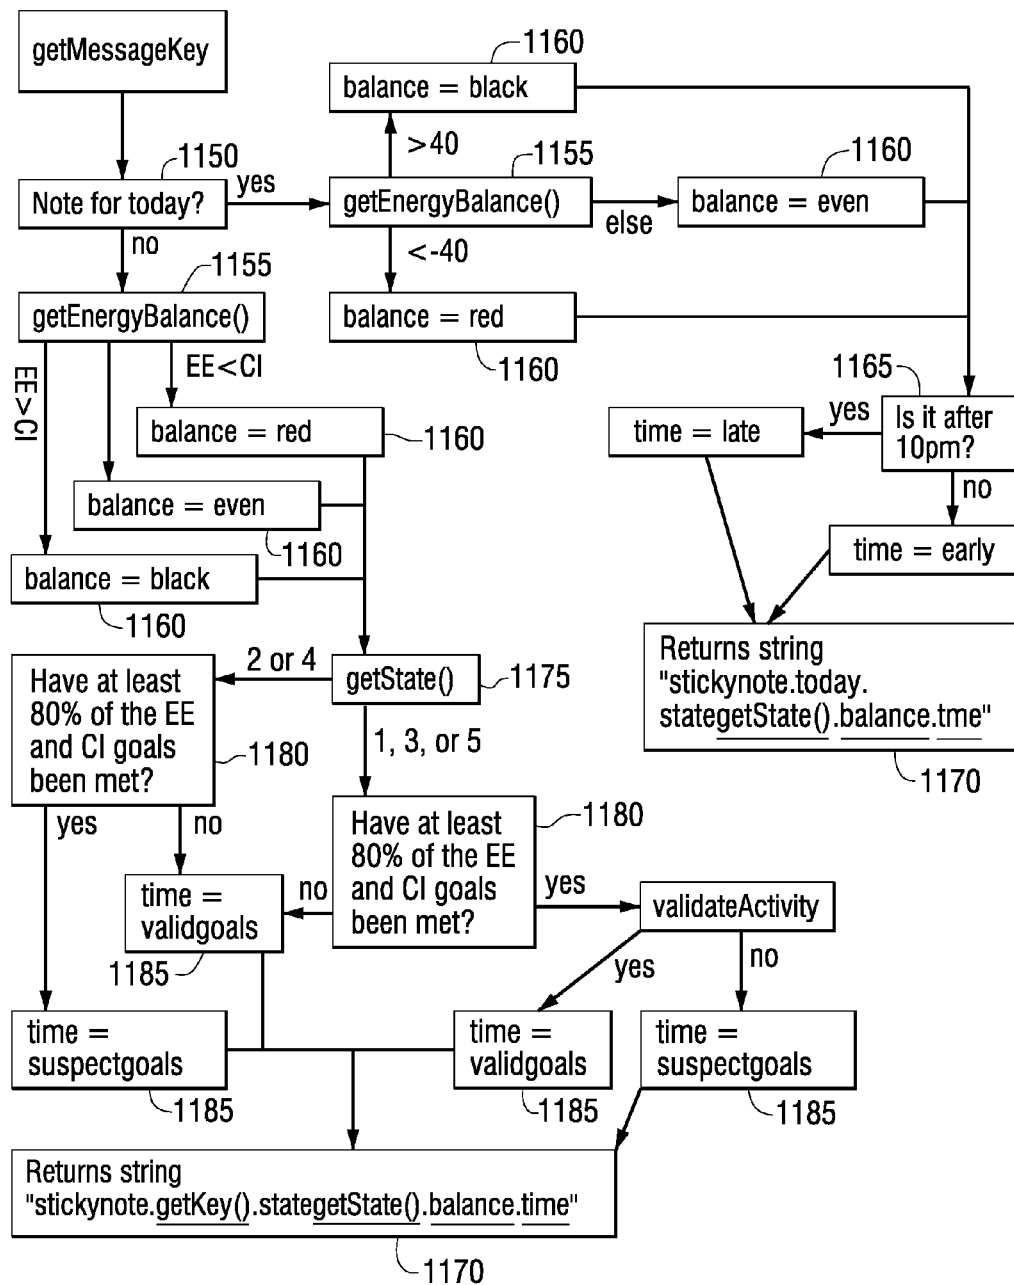 getMessageKey
1160
balance = black
>40
1150
Note for today?
yes
1155
getEnergyBalance()
else
1160
balance = even
no
<-40
1155
getEnergyBalance()
balance = red
1160
EE>CI
EE<CI
1165
Is it after
10pm?
yes
time = late
no
time = early
balance = red
1160
balance = even
1160
balance = black
1160
Returns string
"stickynote.today.
stategetState().balance.tme"
1170
getState()
1175
2 or 4
1, 3, or 5
Have at least
80% of the EE
and CI goals
been met?
1180
yes
no
Have at least
80% of the EE
and CI goals
been met?
1180
no
yes
validateActivity
time =
validgoals
1185
yes
no
time =
suspectgoals
1185
time =
validgoals
1185
time =
suspectgoals
1185
Returns string
"stickynote.getKey().stategetState().balance.time"
1170